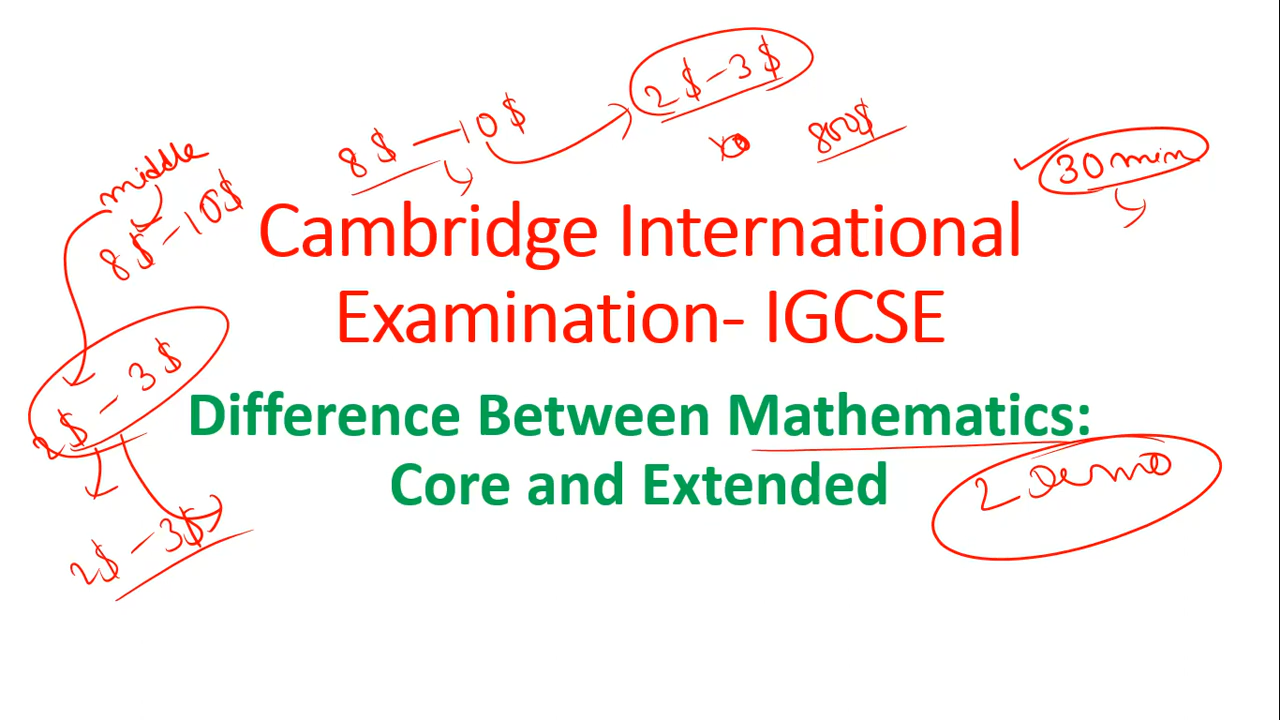 2$ – 3$
8$ – 10$
800$
30 min
middle
8$ – 10$
Cambridge International
Examination- IGCSE
2$ – 3$
Difference Between Mathematics:
Core and Extended
2 Demo
2$ – 3$